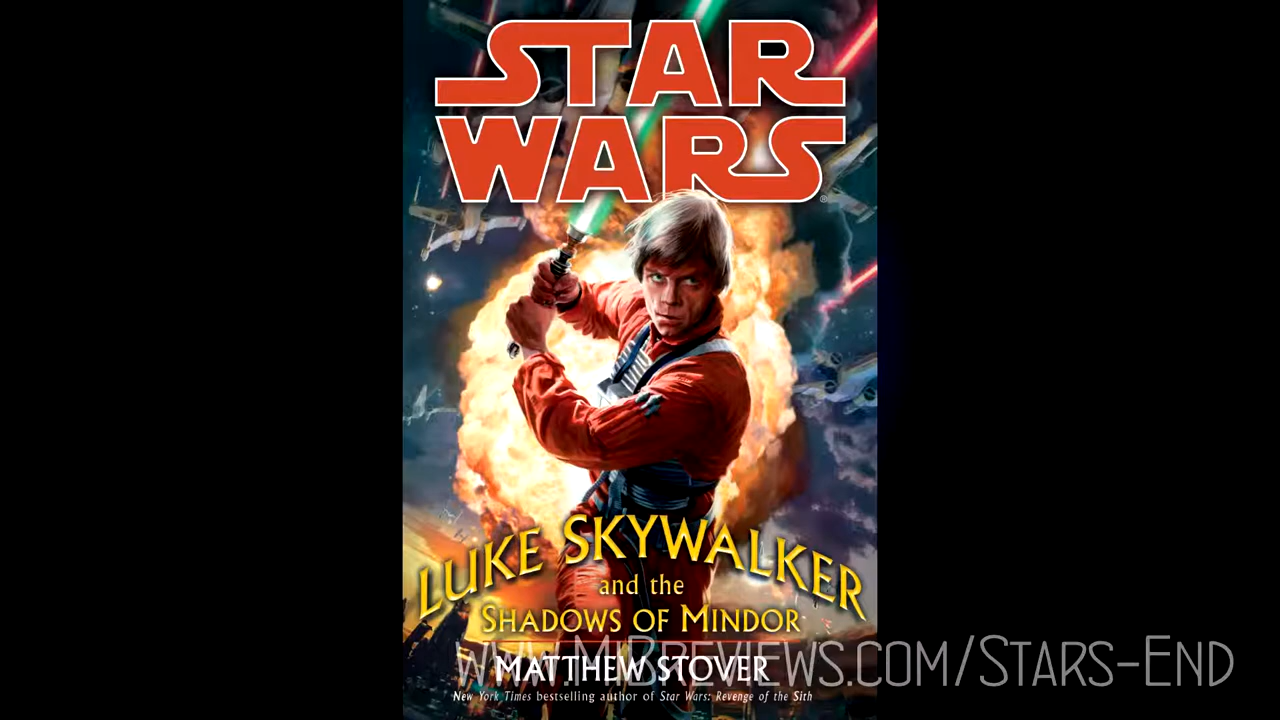 STAR
WARS®
LUKE SKYWALKER
and the
SHADOWS OF MINDOR
MATTHEW STOVER
New York Times bestselling author of Star Wars: Revenge of the Sith
www.MiBreviews.com/Stars-End